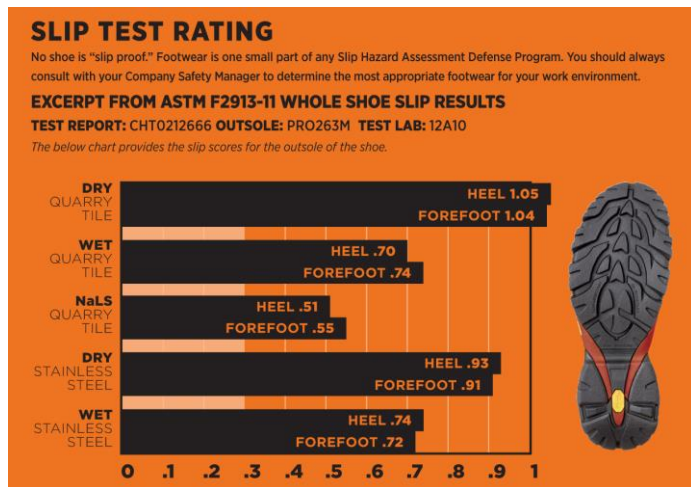 SLIP TEST RATING
No shoe is “slip proof.” Footwear is one small part of any Slip Hazard Assessment Defense Program. You should always
consult with your Company Safety Manager to determine the most appropriate footwear for your work environment.
EXCERPT FROM ASTM F2913-11 WHOLE SHOE SLIP RESULTS
TEST REPORT: CHT0212666 OUTSOLE: PRO263M TEST LAB: 12A10
The below chart provides the slip scores for the outsole of the shoe.
DRY
QUARRY
TILE
HEEL 1.05
FOREFOOT 1.04
WET
QUARRY
TILE
HEEL .70
FOREFOOT .74
NaLS
QUARRY
TILE
HEEL .51
FOREFOOT .55
DRY
STAINLESS
STEEL
HEEL .93
FOREFOOT .91
WET
STAINLESS
STEEL
HEEL .74
FOREFOOT .72
0 .1 .2 .3 .4 .5 .6 .7 .8 .9 1